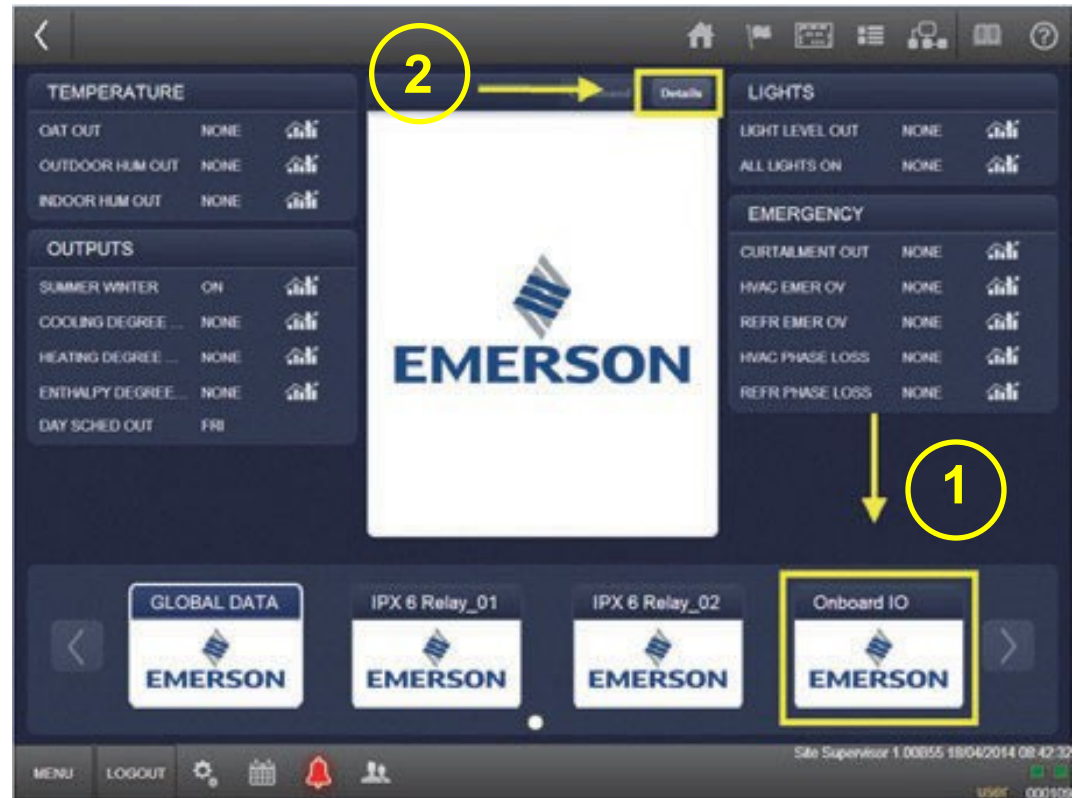 2
Details
TEMPERATURE
OAT OUT NONE
OUTDOOR HUM OUT NONE
INDOOR HUM OUT NONE
OUTPUTS
SUMMER WINTER ON
COOLING DEGREE ... NONE
HEATING DEGREE ... NONE
ENTHALPY DEGREE... NONE
DAY SCHED OUT FRI
EMERSON
LIGHTS
LIGHT LEVEL OUT NONE
ALL LIGHTS ON NONE
EMERGENCY
CURTAILMENT OUT NONE
HVAC EMER OV NONE
REFR EMER OV NONE
HVAC PHASE LOSS NONE
REFR PHASE LOSS NONE
1
GLOBAL DATA
EMERSON
IPX 6 Relay_01
EMERSON
IPX 6 Relay_02
EMERSON
Onboard IO
EMERSON
MENU LOGOUT
Site Supervisor 1.00B55 18/04/2014 08:42:32
user 000109